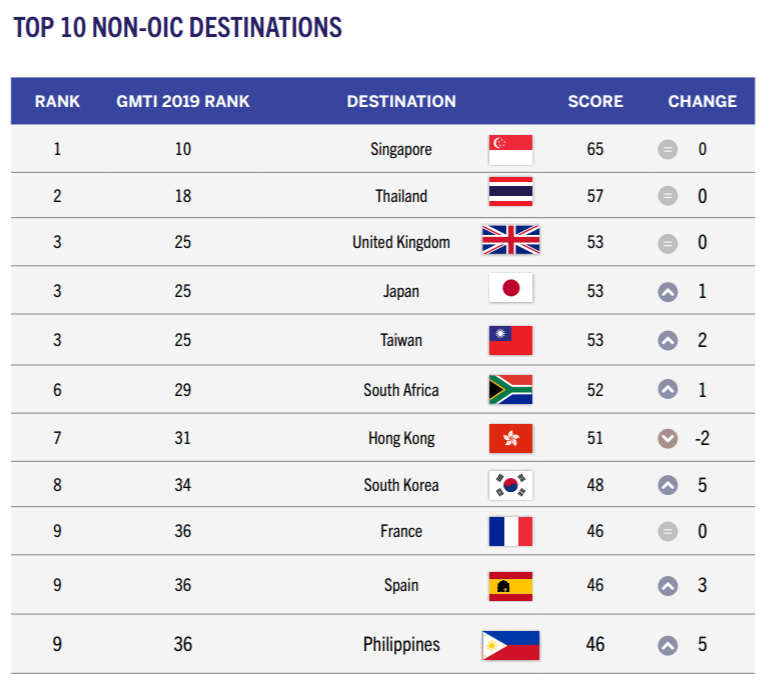 TOP 10 NON-OIC DESTINATIONS
RANK GMTI 2019 RANK DESTINATION SCORE CHANGE
1 10 Singapore 65 = 0
2 18 Thailand 57 = 0
3 25 United Kingdom 53 = 0
3 25 Japan 53 1
3 25 Taiwan 53 2
6 29 South Africa 52 1
7 31 Hong Kong 51 -2
8 34 South Korea 48 5
9 36 France 46 = 0
9 36 Spain 46 3
9 36 Philippines 46 5